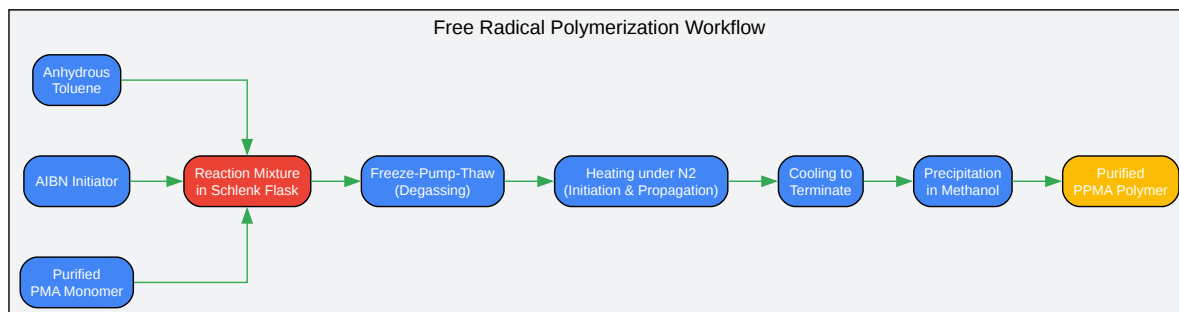 Free Radical Polymerization Workflow
Anhydrous
Toluene
AIBN Initiator
Purified
PMA Monomer
Reaction Mixture
in Schlenk Flask
Freeze-Pump-Thaw
(Degassing)
Heating under N2
(Initiation & Propagation)
Cooling to
Terminate
Precipitation
in Methanol
Purified
PPMA Polymer